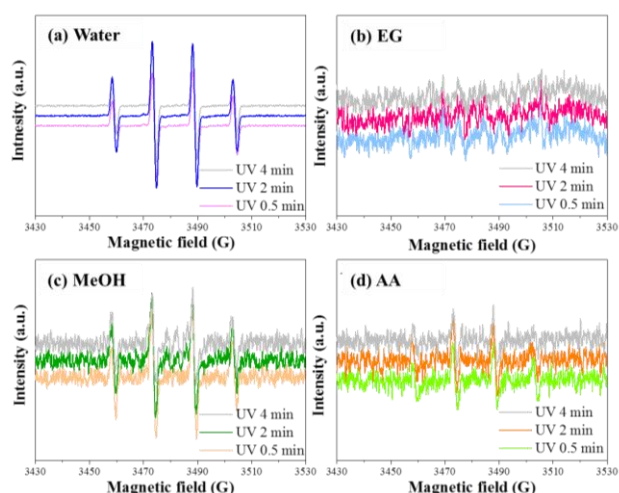 (a) Water
Intnesity (a.u.)
UV 4 min
UV 2 min
UV 0.5 min
3430 3450 3470 3490 3510 3530
Magnetic field (G)
(b) EG
Intensity (a.u.)
UV 4 min
UV 2 min
UV 0.5 min
3430 3450 3470 3490 3510 3530
Magnetic field (G)
(c) MeOH
Intensity (a.u.)
UV 4 min
UV 2 min
UV 0.5 min
3430 3450 3470 3490 3510 3530
Magnetic field (G)
(d) AA
Intensity (a.u.)
UV 4 min
UV 2 min
UV 0.5 min
3430 3450 3470 3490 3510 3530
Magnetic field (G)